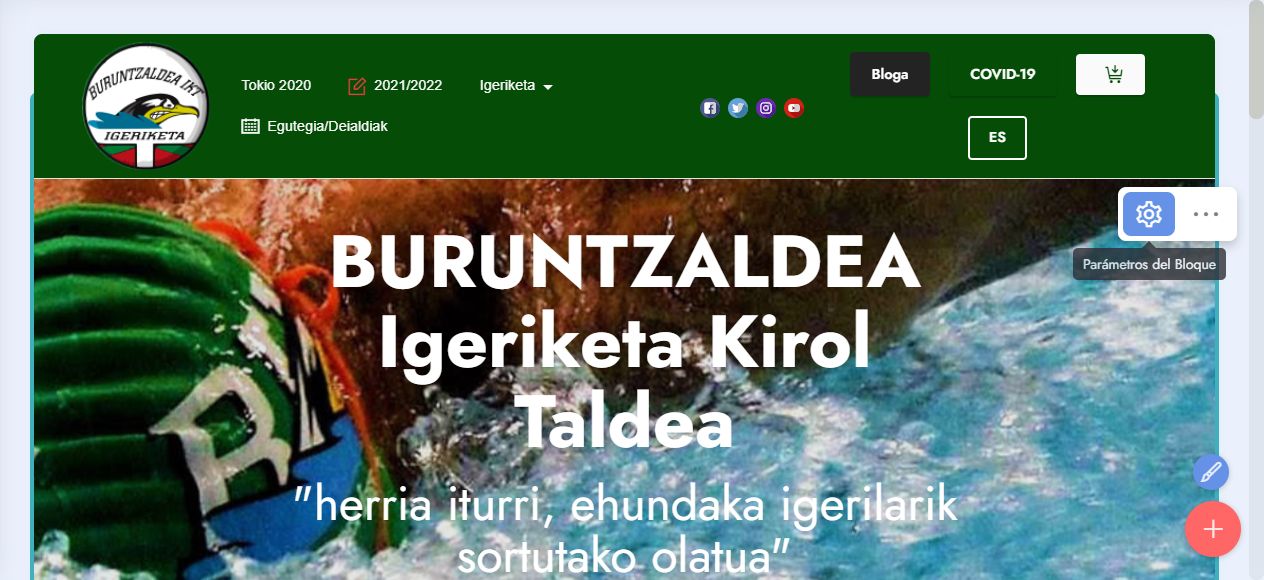 BURUNTZALDEA IKT
IGERIKETA
Tokio 2020
2021/2022
Igeriketa
Egutegia/Deialdiak
Bloga
COVID-19
ES
Parámetros del Bloque
BURUNTZALDEA
Igeriketa Kirol
Taldea
"herria iturri, ehundaka igerilarik
sortutako olatua"